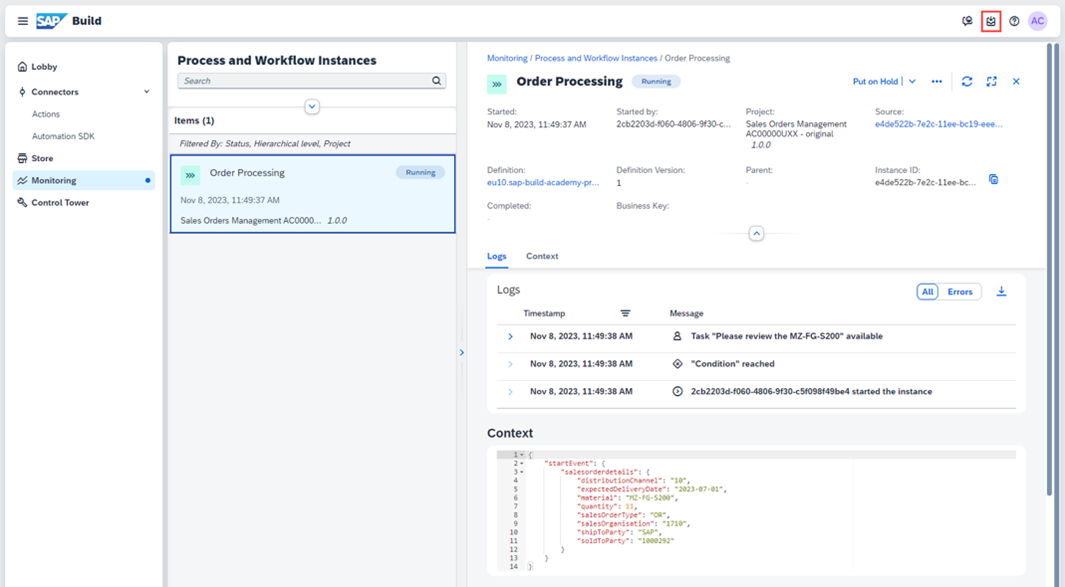 SAP Build
AC
Lobby
Connectors
Actions
Automation SDK
Store
Monitoring
Control Tower
Process and Workflow Instances
Search
Items (1)
Filtered By: Status, Hierarchical level, Project
Order Processing Running
Nov 8, 2023, 11:49:37 AM
Sales Orders Management AC0000... 1.0.0
Monitoring / Process and Workflow Instances / Order Processing
Order Processing Running Put on Hold
Started: Started by: Project: Source:
Nov 8, 2023, 11:49:37 AM 2cb2203d-f060-4806-9f30-c... Sales Orders Management e4de522b-7e2c-11ee-bc19-eee...
AC00000UXX - original
1.0.0
Definition: Definition Version: Parent: Instance ID:
eu10.sap-build-academy-pr... 1 - e4de522b-7e2c-11ee-bc...
Completed: Business Key:
-
Logs Context
Logs All Errors
Timestamp Message
Nov 8, 2023, 11:49:38 AM Task "Please review the MZ-FG-S200" available
Nov 8, 2023, 11:49:38 AM "Condition" reached
Nov 8, 2023, 11:49:38 AM 2cb2203d-f060-4806-9f30-c5f098f49be4 started the instance
Context
1 {
2 "startEvent": {
3 "salesorderdetails": {
4 "distributionChannel": "10",
5 "expectedDeliveryDate": "2023-07-01",
6 "material": "MZ-FG-S200",
7 "quantity": 11,
8 "salesOrderType": "OR",
9 "salesOrganisation": "1710",
10 "shipToParty": "SAP",
11 "soldToParty": "1000292"
12 }
13 }
14 }